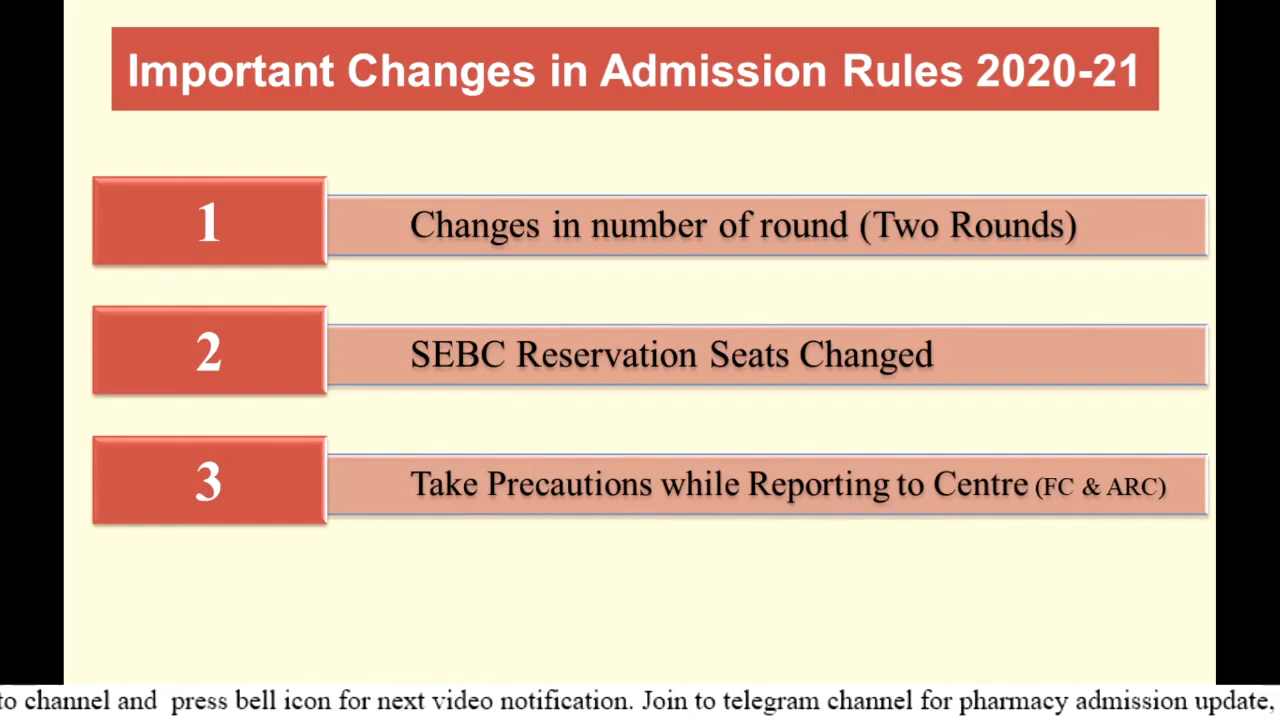 Important Changes in Admission Rules 2020-21
1
Changes in number of round (Two Rounds)
2
SEBC Reservation Seats Changed
3
Take Precautions while Reporting to Centre (FC & ARC)
to channel and press bell icon for next video notification. Join to telegram channel for pharmacy admission update,